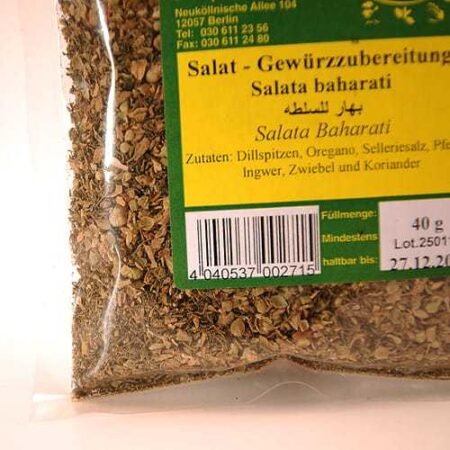 Neuköllnische Allee 104
12057 Berlin
Tel: 030 611 23 56
Fax: 030 611 24 80
Salat - Gewürzzubereitung
Salata baharati
بهار للسلطه
Salata Baharati
Zutaten: Dillspitzen, Oregano, Selleriesalz,
Ingwer, Zwiebel und Koriander
Füllmenge: 40 g
Lot.2501
Mindestens
haltbar bis: 27.12.
4 040537 002715